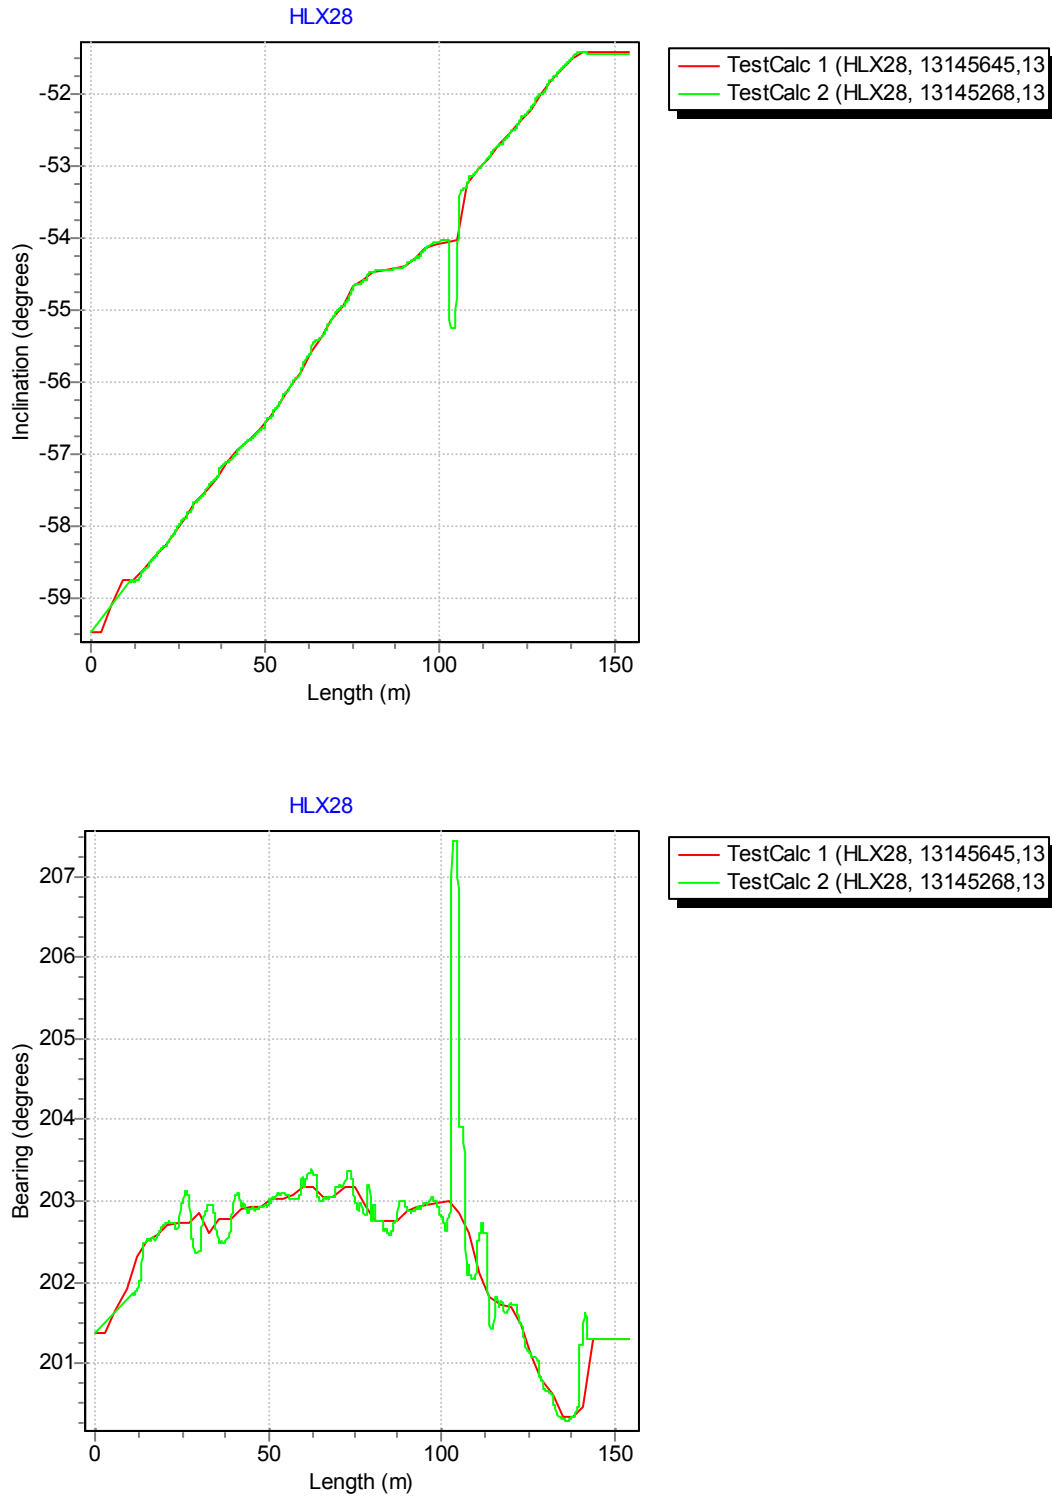 HLX28
TestCalc 1 (HLX28, 13145645,13
TestCalc 2 (HLX28, 13145268,13
-52
-53
-54
-55
-56
-57
-58
-59
Inclination (degrees)
0 50 100 150
Length (m)
HLX28
TestCalc 1 (HLX28, 13145645,13
TestCalc 2 (HLX28, 13145268,13
207
206
205
204
203
202
201
Bearing (degrees)
0 50 100 150
Length (m)